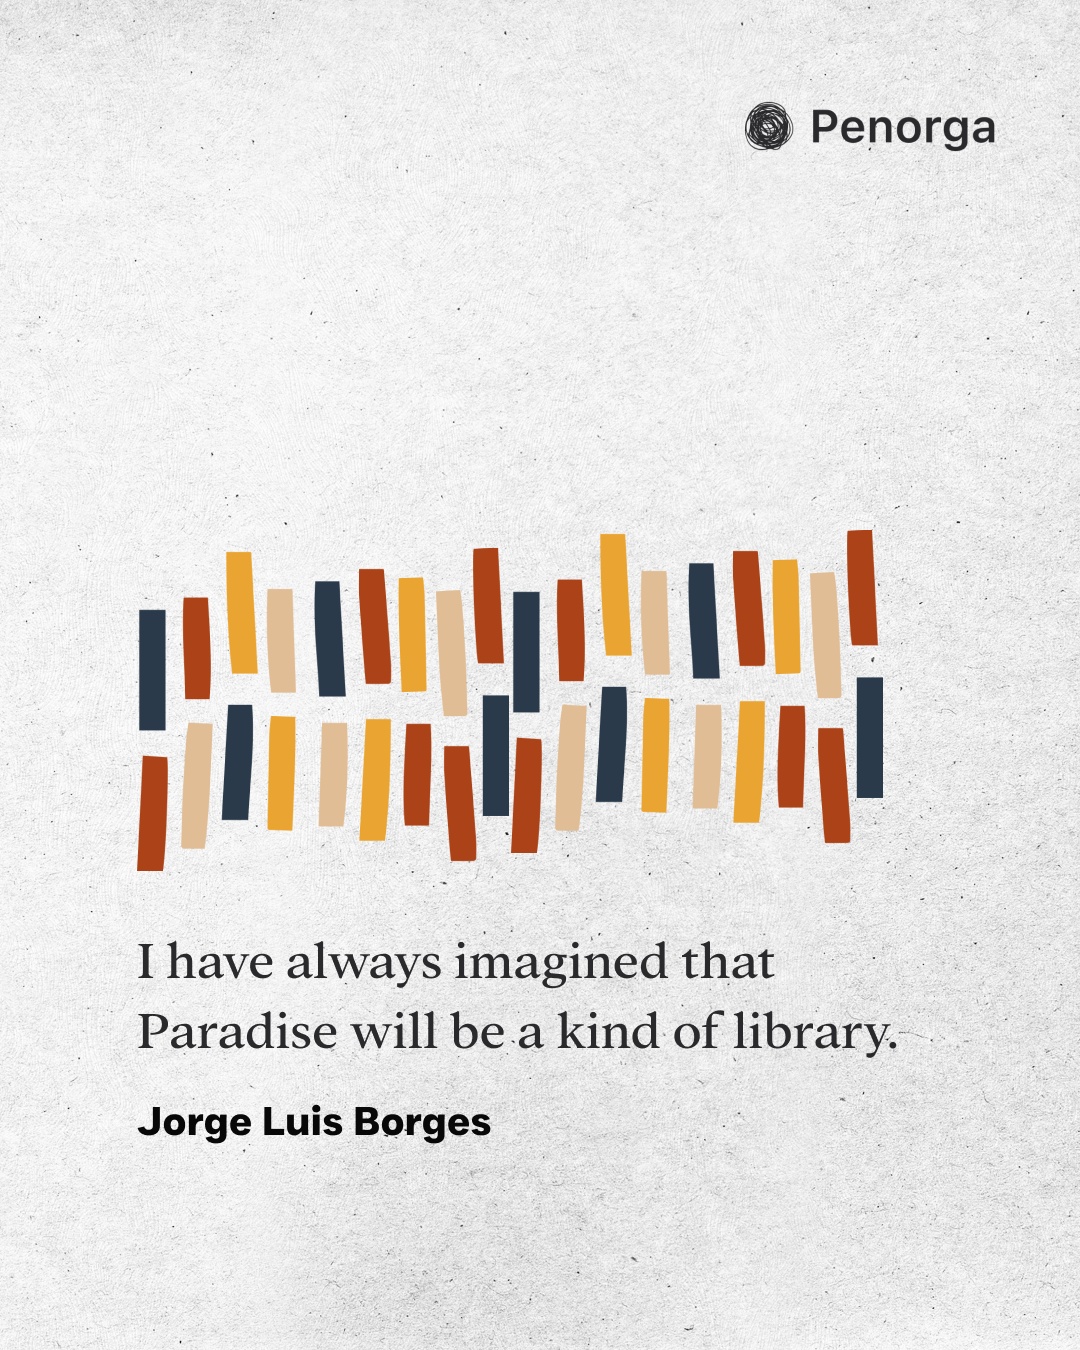 Penorga
I have always imagined that
Paradise will be a kind of library.
Jorge Luis Borges